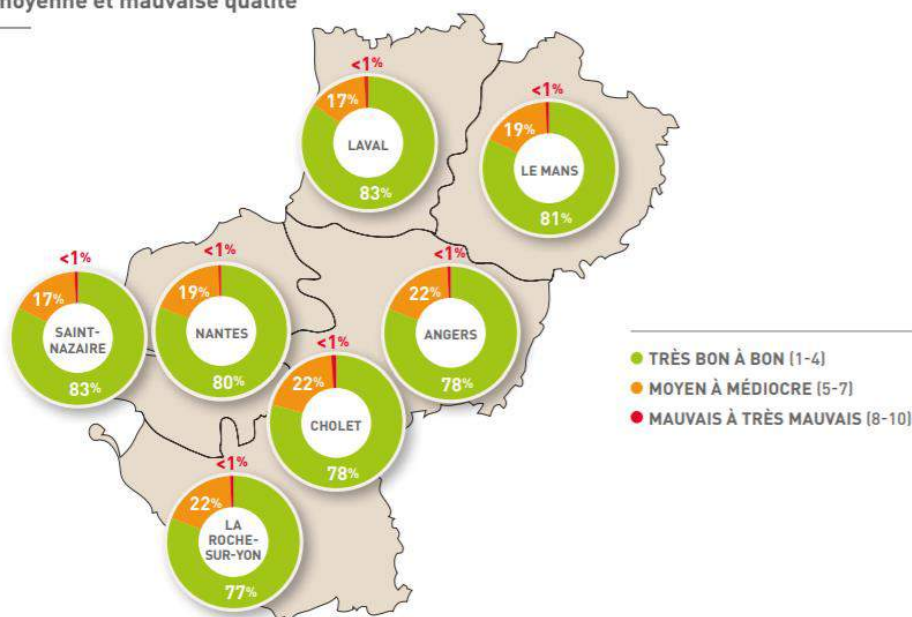 moyenne et mauvaise qualité
<1%
17%
LAVAL
83%
<1%
19%
LE MANS
81%
<1%
17%
SAINT-
NAZAIRE
83%
<1%
19%
NANTES
80%
<1%
22%
ANGERS
78%
<1%
22%
CHOLET
78%
<1%
22%
LA
ROCHE-
SUR-YON
77%
TRÈS BON À BON (1-4)
MOYEN À MÉDIOCRE (5-7)
MAUVAIS À TRÈS MAUVAIS (8-10)